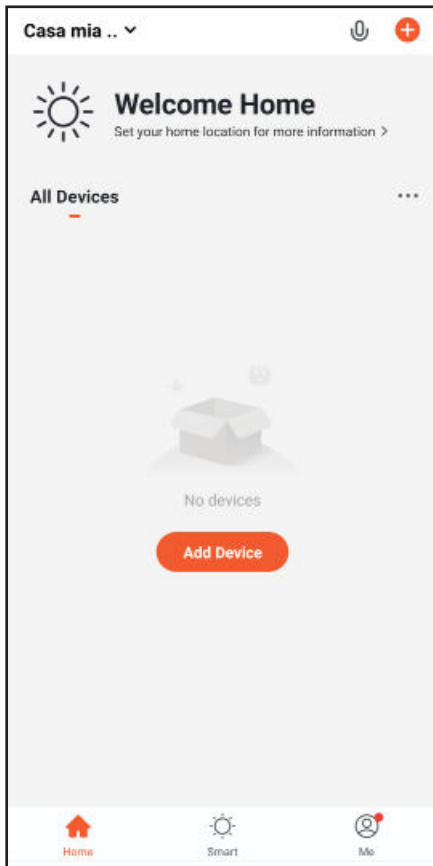 Casa mia ..
Welcome Home
Set your home location for more information >
All Devices
No devices
Add Device
Home
Smart
Me